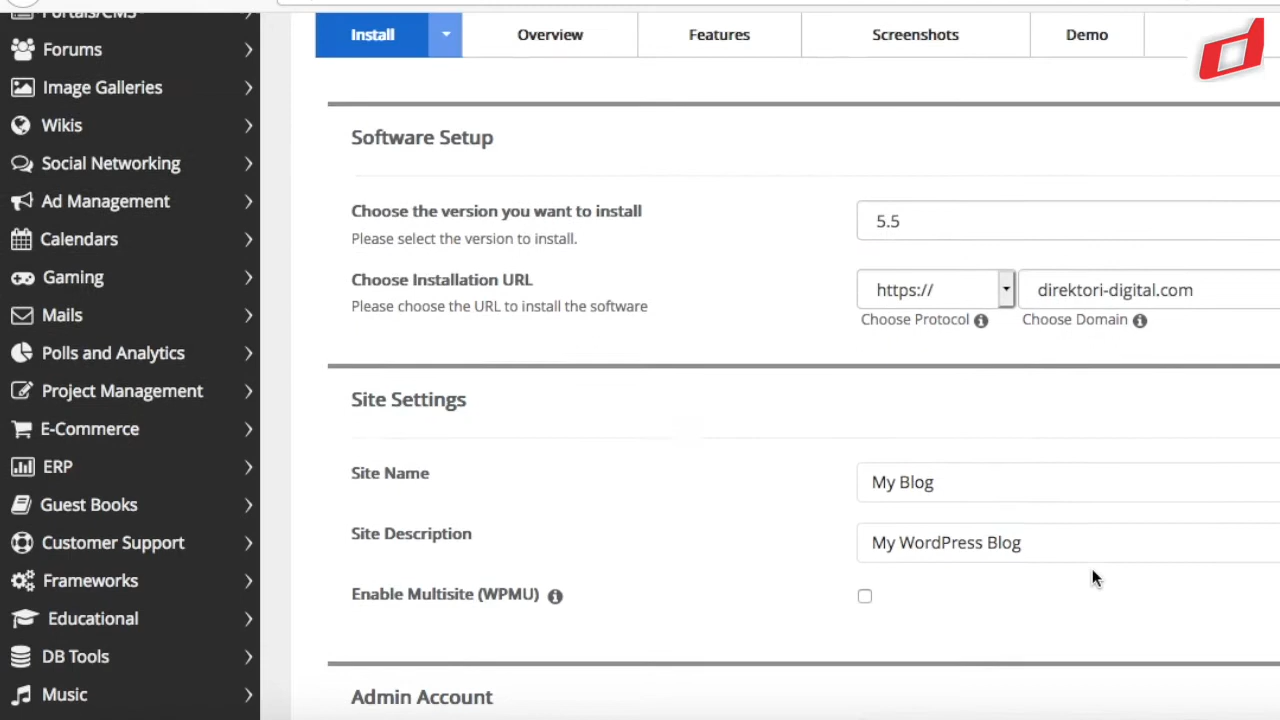 Portals/CMS
Forums
Image Galleries
Wikis
Social Networking
Ad Management
Calendars
Gaming
Mails
Polls and Analytics
Project Management
E-Commerce
ERP
Guest Books
Customer Support
Frameworks
Educational
DB Tools
Music
Install
Overview
Features
Screenshots
Demo
Software Setup
Choose the version you want to install
Please select the version to install.
5.5
Choose Installation URL
Please choose the URL to install the software
https://
direktori-digital.com
Choose Protocol
Choose Domain
Site Settings
Site Name
My Blog
Site Description
My WordPress Blog
Enable Multisite (WPMU)
Admin Account